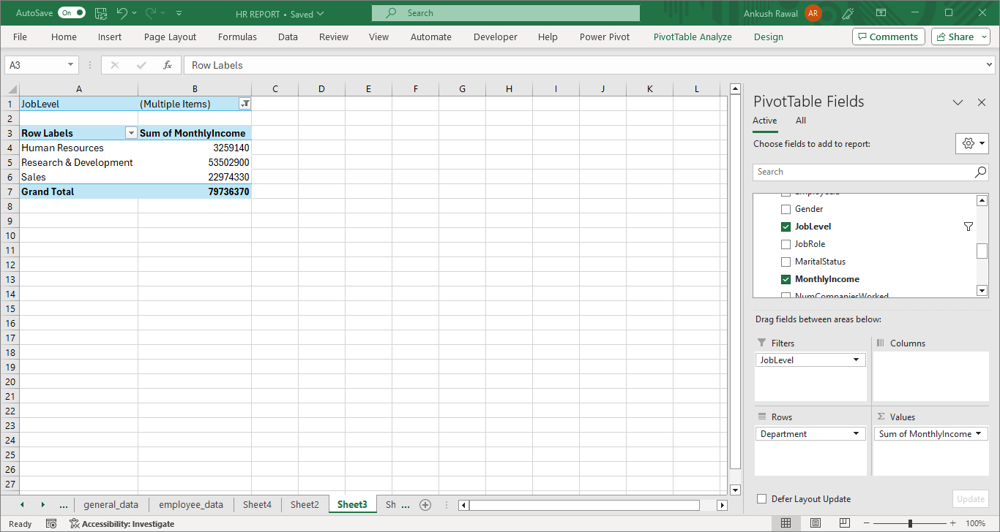 AutoSave On HR REPORT • Saved Search Ankush Rawal AR
File Home Insert Page Layout Formulas Data Review View Automate Developer Help Power Pivot PivotTable Analyze Design Comments Share
A3 fx Row Labels
A B C D E F G H I J K L
1 JobLevel (Multiple Items)
2
3 Row Labels Sum of MonthlyIncome
4 Human Resources 3259140
5 Research & Development 53502900
6 Sales 22974330
7 Grand Total 79736370
8
9
10
11
12
13
14
15
16
17
18
19
20
21
22
23
24
25
26
27
... general_data employee_data Sheet4 Sheet2 Sheet3 Sh ...
PivotTable Fields
Active All
Choose fields to add to report:
Search
Gender
JobLevel
JobRole
MaritalStatus
MonthlyIncome
NumCompaniesWorked
Drag fields between areas below:
Filters Columns
JobLevel
Rows Σ Values
Department Sum of MonthlyIncome
Defer Layout Update Update
Ready Accessibility: Investigate 100%